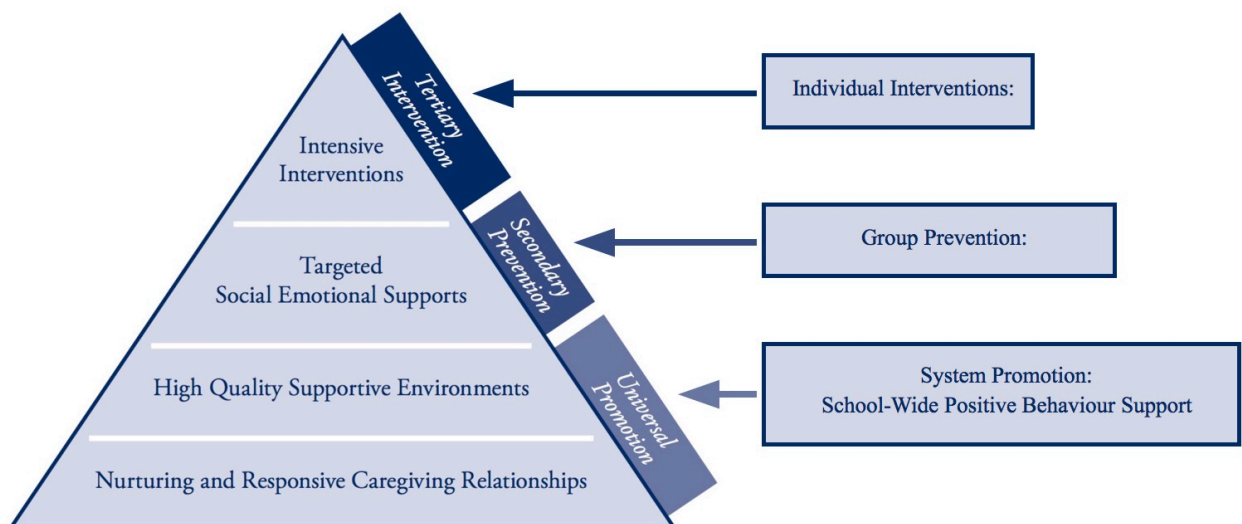 Tertiary
Intervention
Individual Interventions:
Intensive
Interventions
Secondary
Prevention
Group Prevention:
Targeted
Social Emotional Supports
Universal
Promotion
System Promotion:
School-Wide Positive Behaviour Support
High Quality Supportive Environments
Nurturing and Responsive Caregiving Relationships